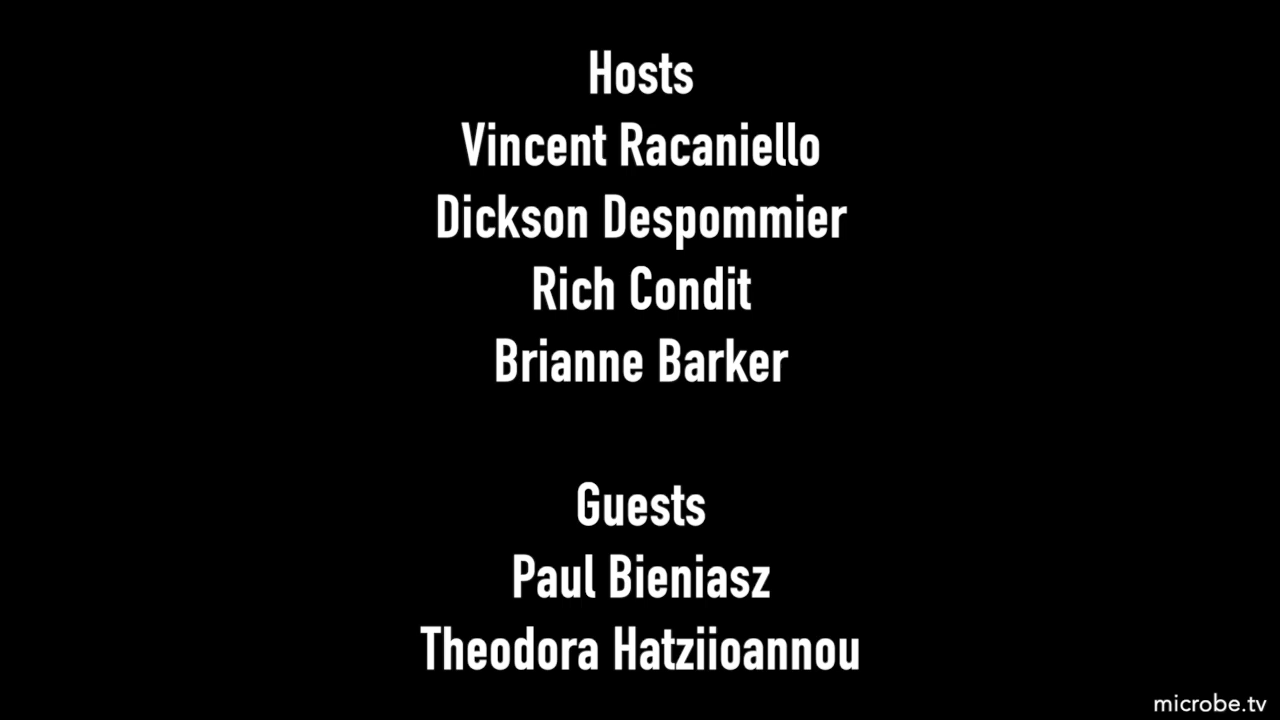 Hosts
Vincent Racaniello
Dickson Despommier
Rich Condit
Brianne Barker
Guests
Paul Bieniasz
Theodora Hatziioannou
microbe.tv